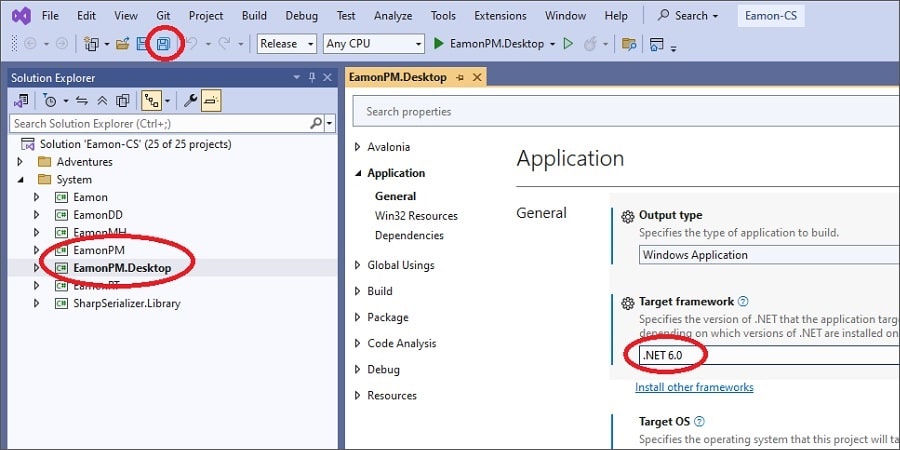 File Edit View Git Project Build Debug Test Analyze Tools Extensions Window Help Search Eamon-CS
Release Any CPU EamonPM.Desktop
Solution Explorer
Search Solution Explorer (Ctrl+;)
Solution 'Eamon-CS' (25 of 25 projects)
Adventures
System
C# Eamon
C# EamonDD
C# EamonMH
C# EamonPM
C# EamonPM.Desktop
C# EamonRT
C# SharpSerializer.Library
EamonPM.Desktop
Search properties
Avalonia
Application
General
Win32 Resources
Dependencies
Global Usings
Build
Package
Code Analysis
Debug
Resources
Application
General
Output type
Specifies the type of application to build.
Windows Application
Target framework ?
Specifies the version of .NET that the application targ
depending on which versions of .NET are installed on
.NET 6.0
Install other frameworks
Target OS ?
Specifies the operating system that this project will ta